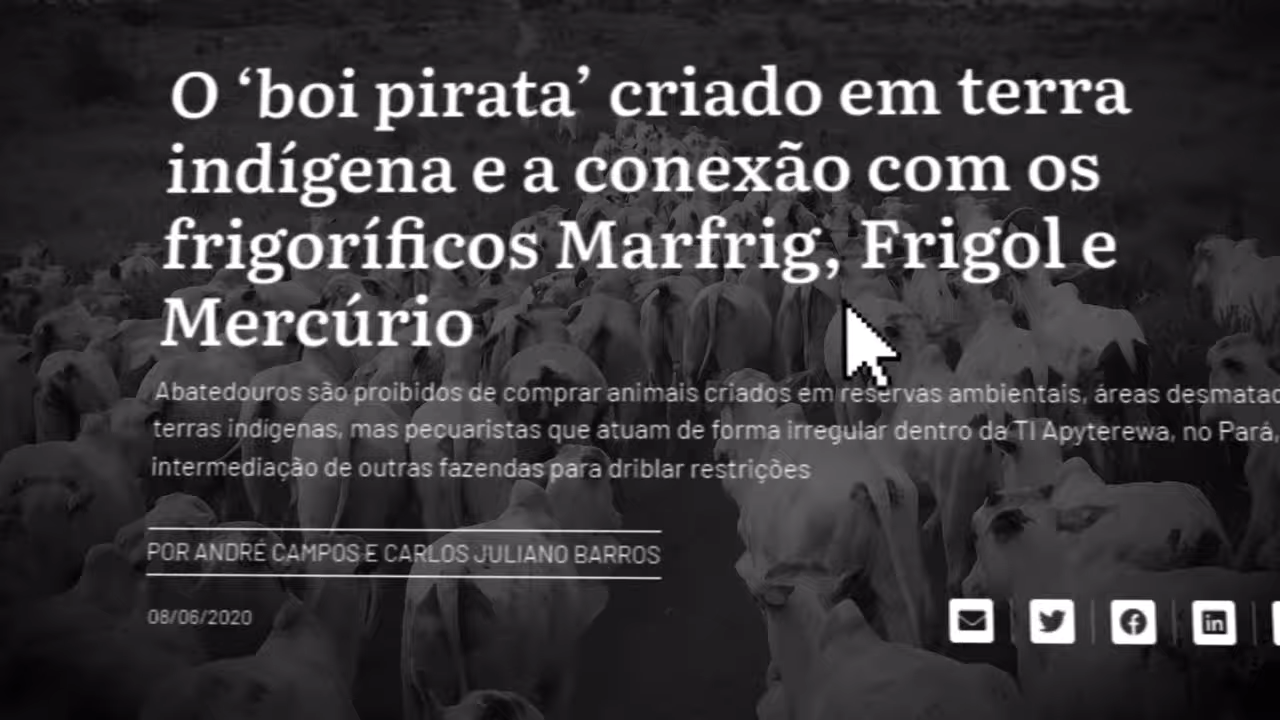 O ‘boi pirata’ criado em terra
indígena e a conexão com os
frigoríficos Marfrig, Frigol e
Mercúrio
Abatedouros são proibidos de comprar animais criados em reservas ambientais, áreas
terras indígenas, mas pecuaristas que atuam de forma irregular dentro da TI Apyterewa, no Pará,
intermediação de outras fazendas para driblar restrições
POR ANDRÉ CAMPOS E CARLOS JULIANO BARROS
08/06/2020
in